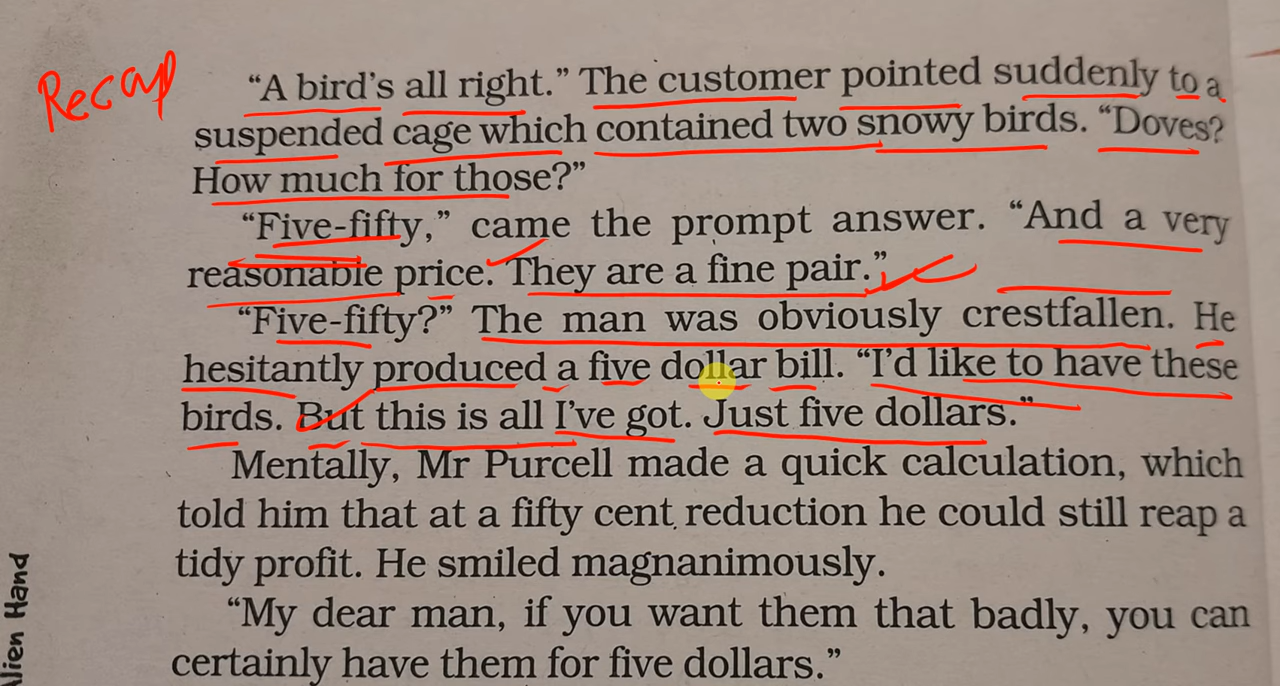 Recap
“A bird’s all right.” The customer pointed suddenly to a
suspended cage which contained two snowy birds. “Doves?
How much for those?”
“Five-fifty,” came the prompt answer. “And a very
reasonable price. They are a fine pair.”
“Five-fifty?” The man was obviously crestfallen. He
hesitantly produced a five dollar bill. “I’d like to have these
birds. But this is all I’ve got. Just five dollars.”
Mentally, Mr Purcell made a quick calculation, which
told him that at a fifty cent reduction he could still reap a
tidy profit. He smiled magnanimously.
“My dear man, if you want them that badly, you can
certainly have them for five dollars.”
Alien Hand